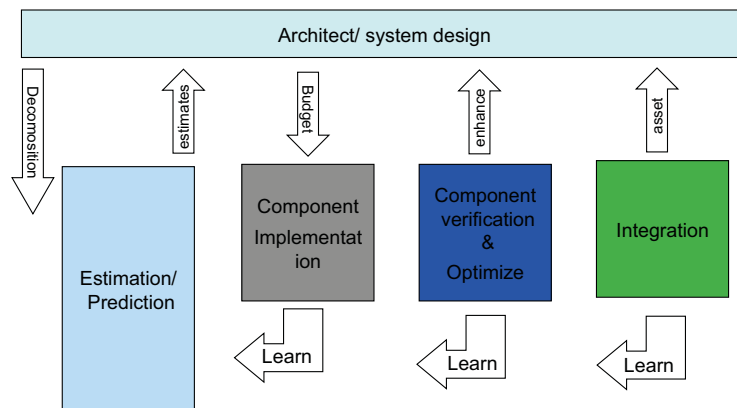 Architect/ system design
Decomosition
estimates
Budget
enhance
asset
Estimation/
Prediction
Component
Implementat
ion
Component
verification
&
Optimize
Integration
Learn
Learn
Learn